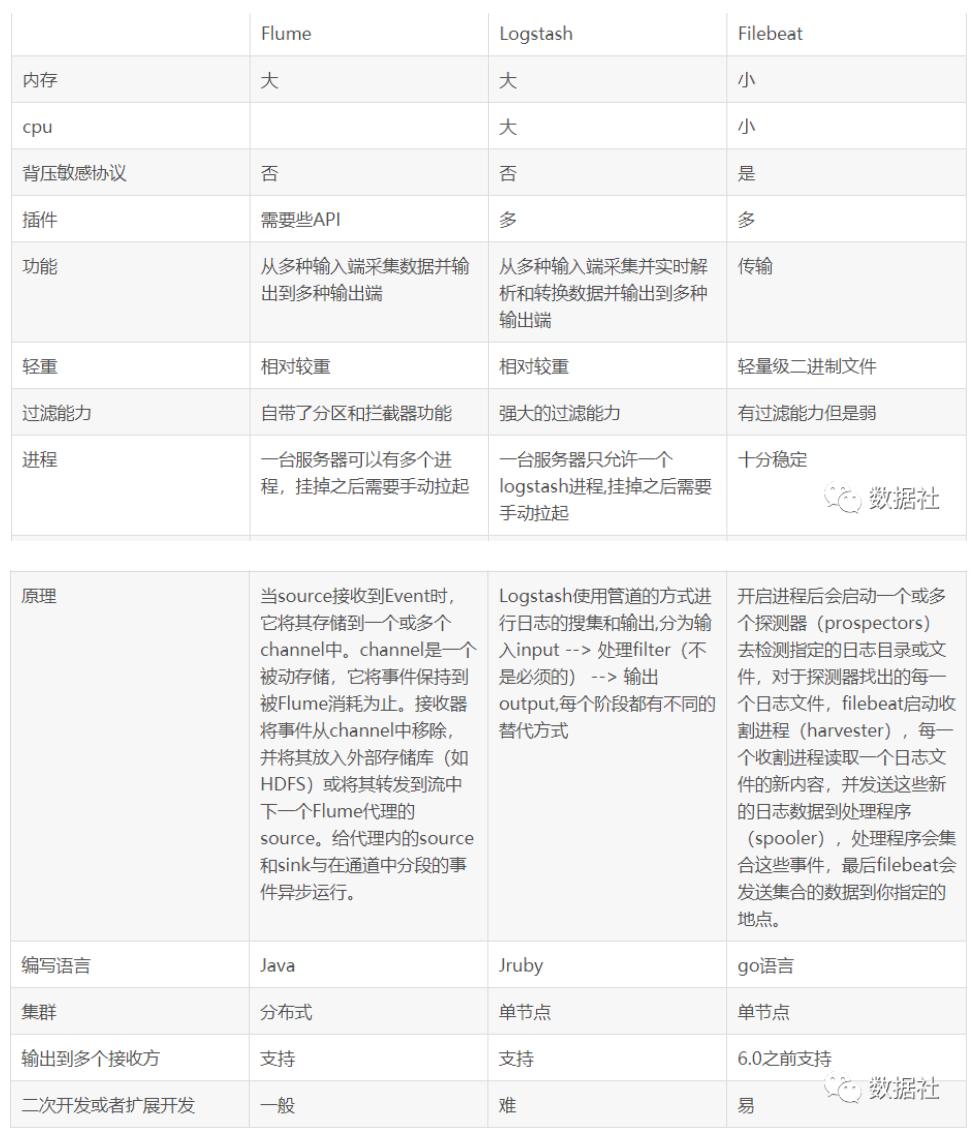 Flume Logstash Filebeat
内存 大 大 小
cpu 大 小
背压敏感协议 否 否 是
插件 需要些API 多 多
功能
从多种输入端采集数据并输
出到多种输出端
从多种输入端采集并实时解
析和转换数据并输出到多种
输出端
传输
轻重 相对较重 相对较重 轻量级二进制文件
过滤能力 自带了分区和拦截器功能 强大的过滤能力 有过滤能力但是弱
进程
一台服务器可以有多个进
程，挂掉之后需要手动拉起
一台服务器只允许一个
logstash进程,挂掉之后需要
手动拉起
十分稳定
数据社
原理
当source接收到Event时，
它将其存储到一个或多个
channel中。channel是一个
被动存储，它将事件保持到
被Flume消耗为止。接收器
将事件从channel中移除，
并将其放入外部存储库（如
HDFS）或将其转发到流中
下一个Flume代理的
source。给代理内的source
和sink与在通道中分段的事
件异步运行。
Logstash使用管道的方式进
行日志的搜集和输出,分为输
入input --> 处理filter（不
是必须的） --> 输出
output,每个阶段都有不同的
替代方式
开启进程后会启动一个或多
个探测器（prospectors）
去检测指定的日志目录或文
件，对于探测器找出的每一
个日志文件，filebeat启动收
割进程（harvester），每一
个收割进程读取一个日志文
件的新内容，并发送这些新
的日志数据到处理程序
（spooler），处理程序会集
合这些事件，最后filebeat会
发送集合的数据到你指定的
地点。
编写语言 Java Jruby go语言
集群 分布式 单节点 单节点
输出到多个接收方 支持 支持 6.0之前支持
数据社
二次开发或者扩展开发 一般 难 易